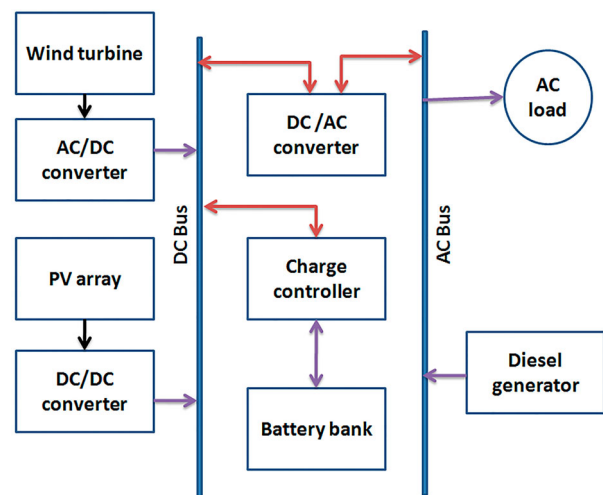 Wind turbine
AC/DC
converter
PV array
DC/DC
converter
DC Bus
DC /AC
converter
Charge
controller
Battery bank
AC Bus
AC
load
Diesel
generator